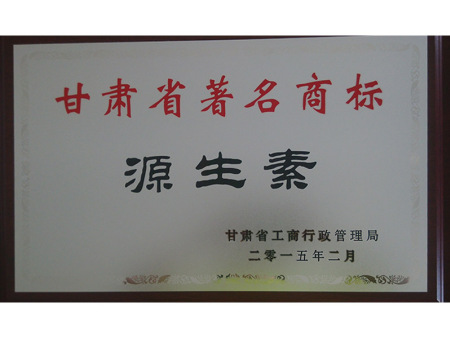 甘肃省著名商标
源生素
甘肃省工商行政管理局
二零一五年二月